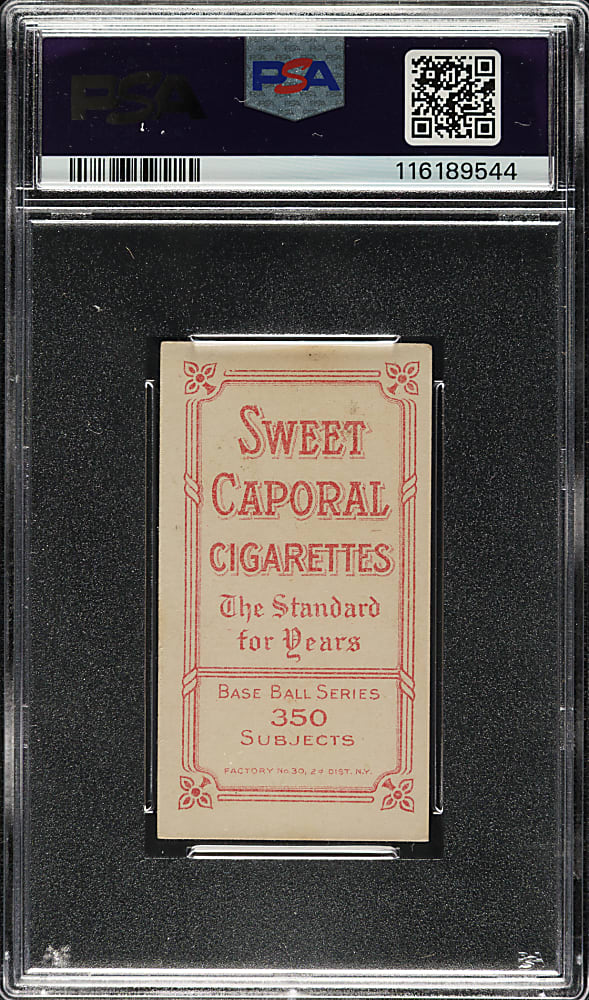 PSA
PSA
116189544
SWEET
CAPORAL
CIGARETTES
The Standard
for Years
BASE BALL SERIES
350
SUBJECTS
FACTORY No 30, 2d DIST. N.Y.